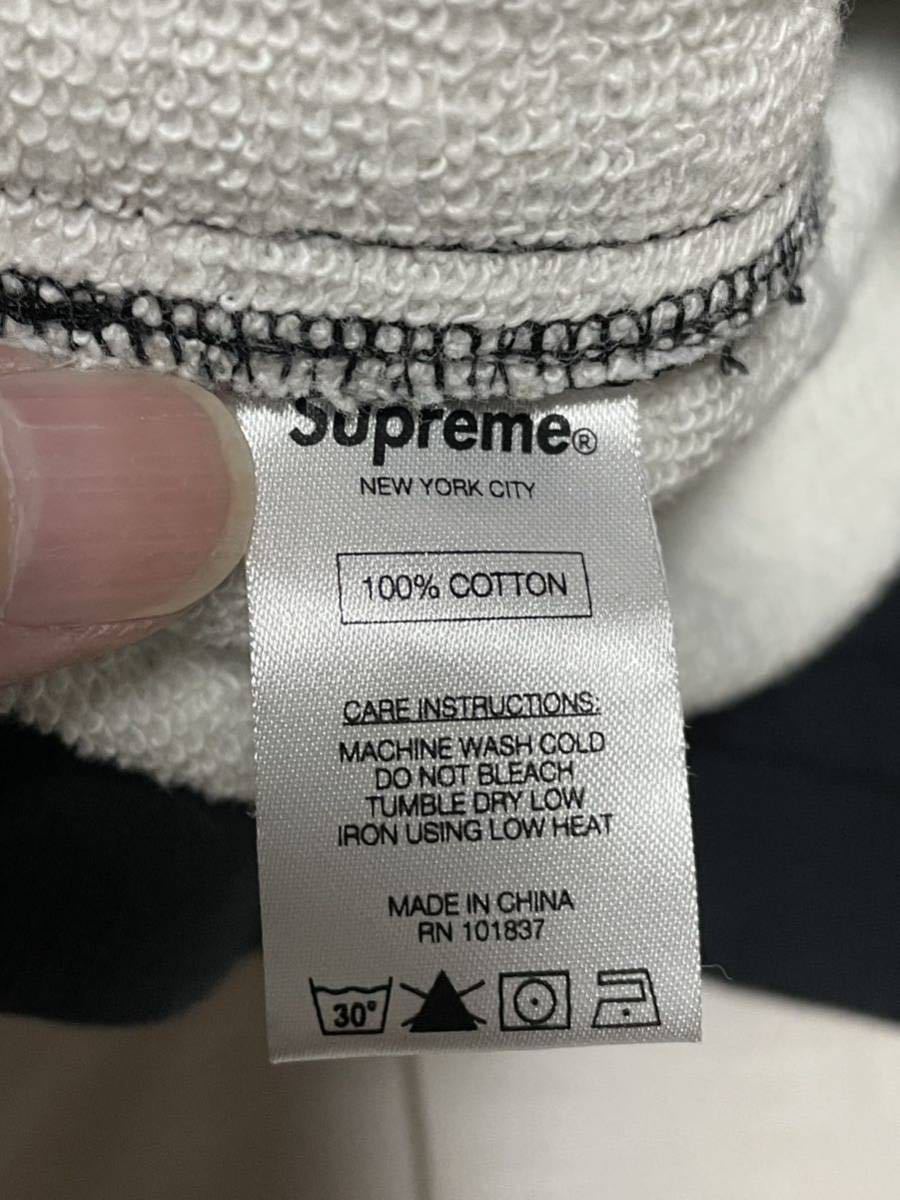 Supreme®
NEW YORK CITY
100% COTTON
CARE INSTRUCTIONS:
MACHINE WASH COLD
DO NOT BLEACH
TUMBLE DRY LOW
IRON USING LOW HEAT
MADE IN CHINA
RN 101837
30°